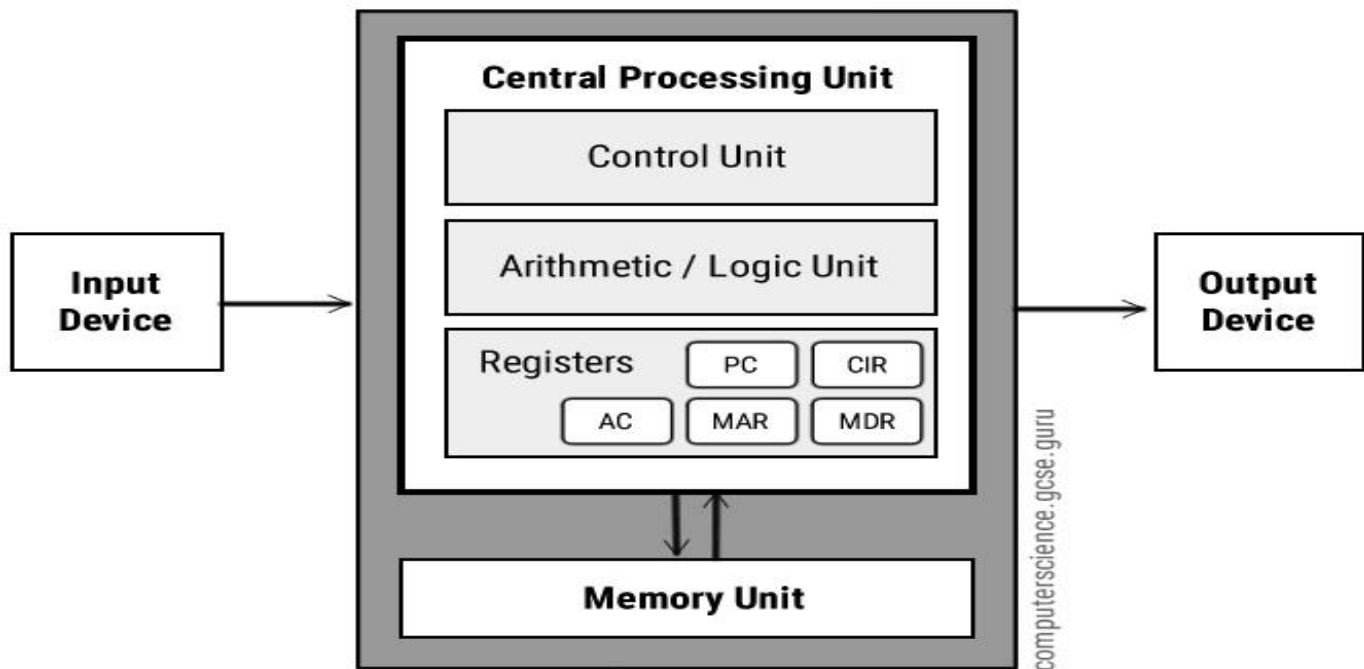 Central Processing Unit
Control Unit
Arithmetic / Logic Unit
Registers
PC
CIR
AC
MAR
MDR
Memory Unit
Input
Device
Output
Device
computerscience.gcse.guru